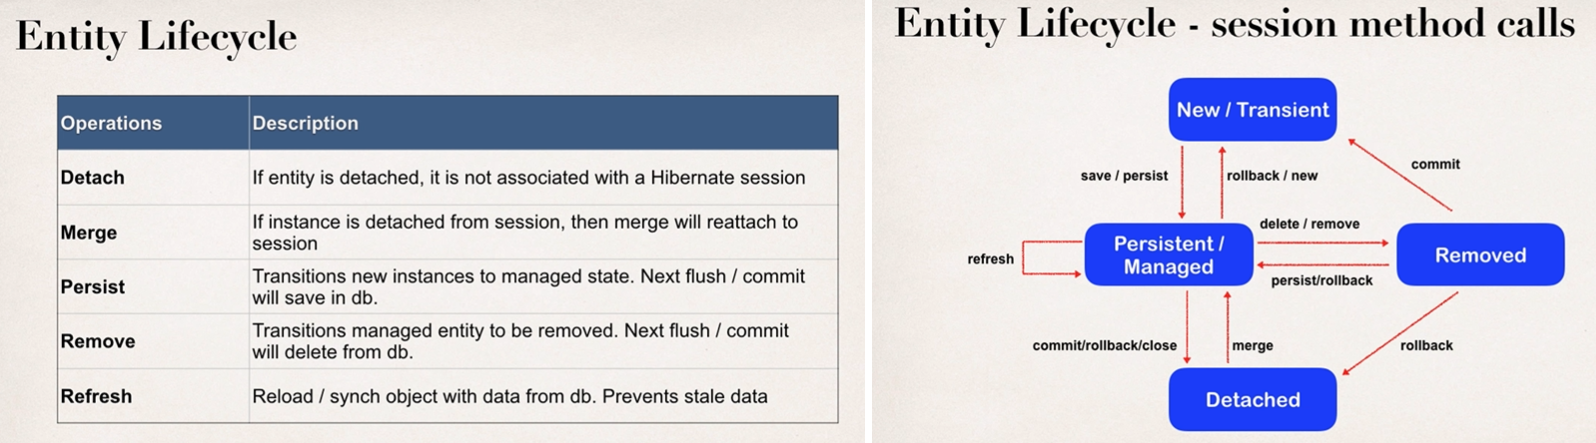 Entity Lifecycle
Operations Description
Detach If entity is detached, it is not associated with a Hibernate session
Merge If instance is detached from session, then merge will reattach to
session
Persist Transitions new instances to managed state. Next flush / commit
will save in db.
Remove Transitions managed entity to be removed. Next flush / commit
will delete from db.
Refresh Reload / synch object with data from db. Prevents stale data
Entity Lifecycle - session method calls
New / Transient
commit
save / persist
rollback / new
delete / remove
Persistent /
Managed
Removed
refresh
persist/rollback
commit/rollback/close
merge
rollback
Detached